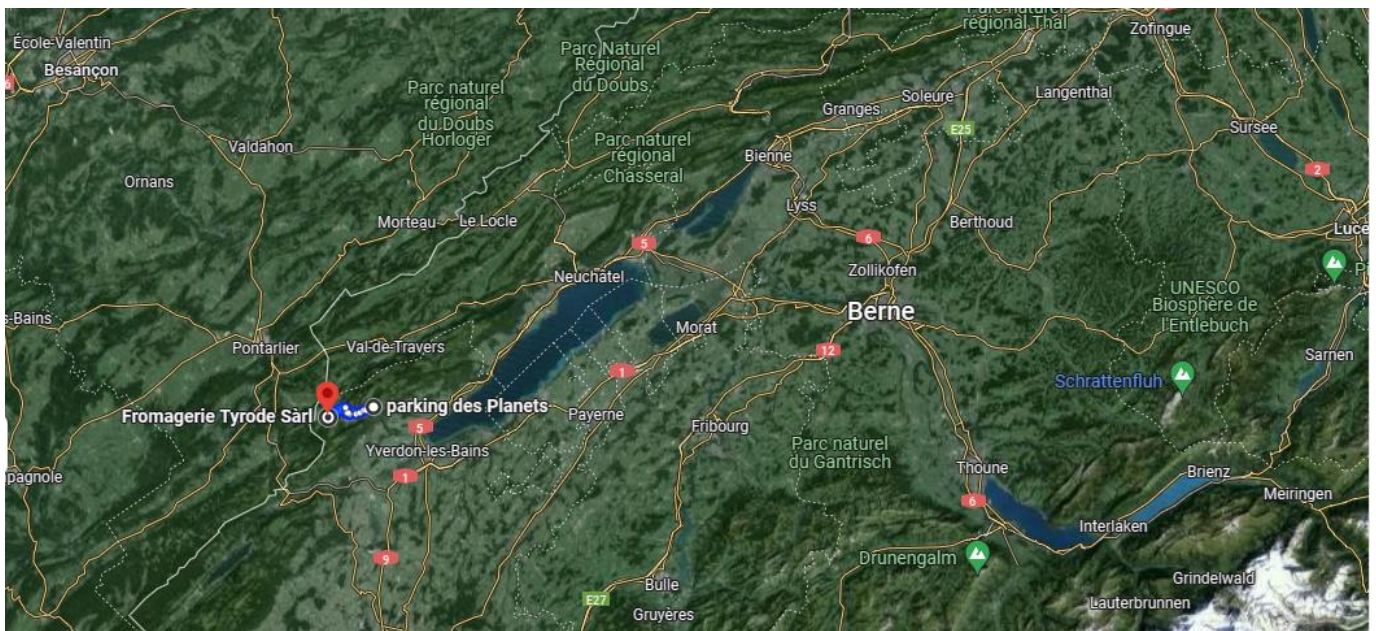 École-Valentin
Besançon
6
Parc Naturel
Régional
du Doubs
régional Thal
Zofingue
Parc naturel
régional
du Doubs
Horloger
Granges
Soleure
Langenthal
E25
Sursee
2
Valdahon
Parc naturel
régional
Chasseral
Bienne
Ornans
Lyss
Berthoud
Morteau
Le Locle
5
6
Luce
Neuchâtel
Zollikofen
UNESCO
Biosphère de
l'Entlebuch
s-Bains
Berne
Morat
Pontarlier
Val-de-Travers
12
Sarnen
1
Schrattenfluh
Fromagerie Tyrode Sàrl
parking des Planets
Payerne
5
Fribourg
Yverdon-les-Bains
Parc naturel
du Gantrisch
1
pagnole
Thoune
Brienz
6
Meiringen
Interlaken
9
Drunengalm
Bulle
Grindelwald
E27
Gruyères
Lauterbrunnen